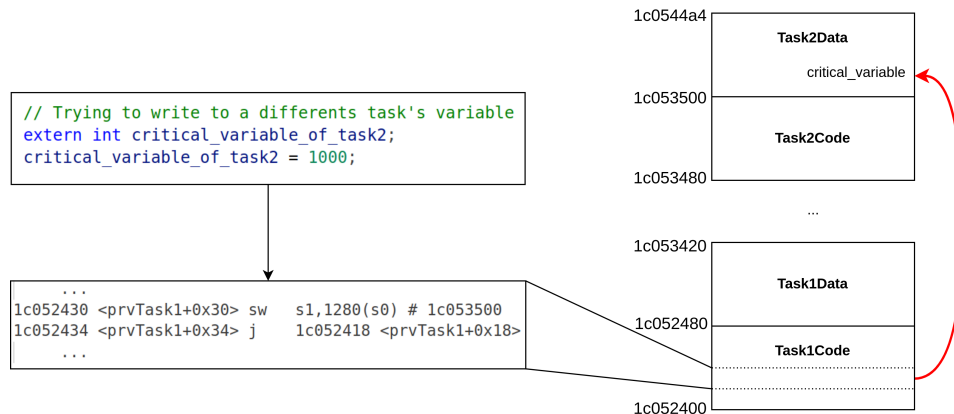 // Trying to write to a differents task's variable
extern int critical_variable_of_task2;
critical_variable_of_task2 = 1000;
...
1c052430 <prvTask1+0x30> sw s1,1280(s0) # 1c053500
1c052434 <prvTask1+0x34> j 1c052418 <prvTask1+0x18>
...
1c0544a4
Task2Data
critical_variable
1c053500
Task2Code
1c053480
...
1c053420
Task1Data
1c052480
Task1Code
1c052400